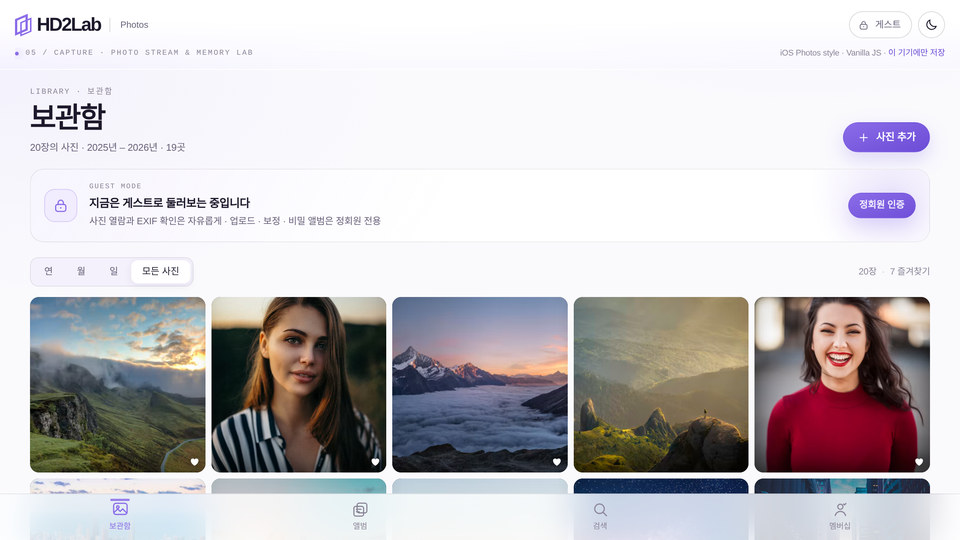 HD2Lab
Photos
게스트
05 / CAPTURE · PHOTO STREAM & MEMORY LAB
iOS Photos style · Vanilla JS · 이 기기에만 저장
LIBRARY · 보관함
보관함
20장의 사진 · 2025년 – 2026년 · 19곳
+ 사진 추가
GUEST MODE
지금은 게스트로 둘러보는 중입니다
사진 열람과 EXIF 확인은 자유롭게 · 업로드 · 보정 · 비밀 앨범은 정회원 전용
정회원 인증
연 월 일 모든 사진
20장 · 7 즐겨찾기
보관함 앨범 검색 멤버십